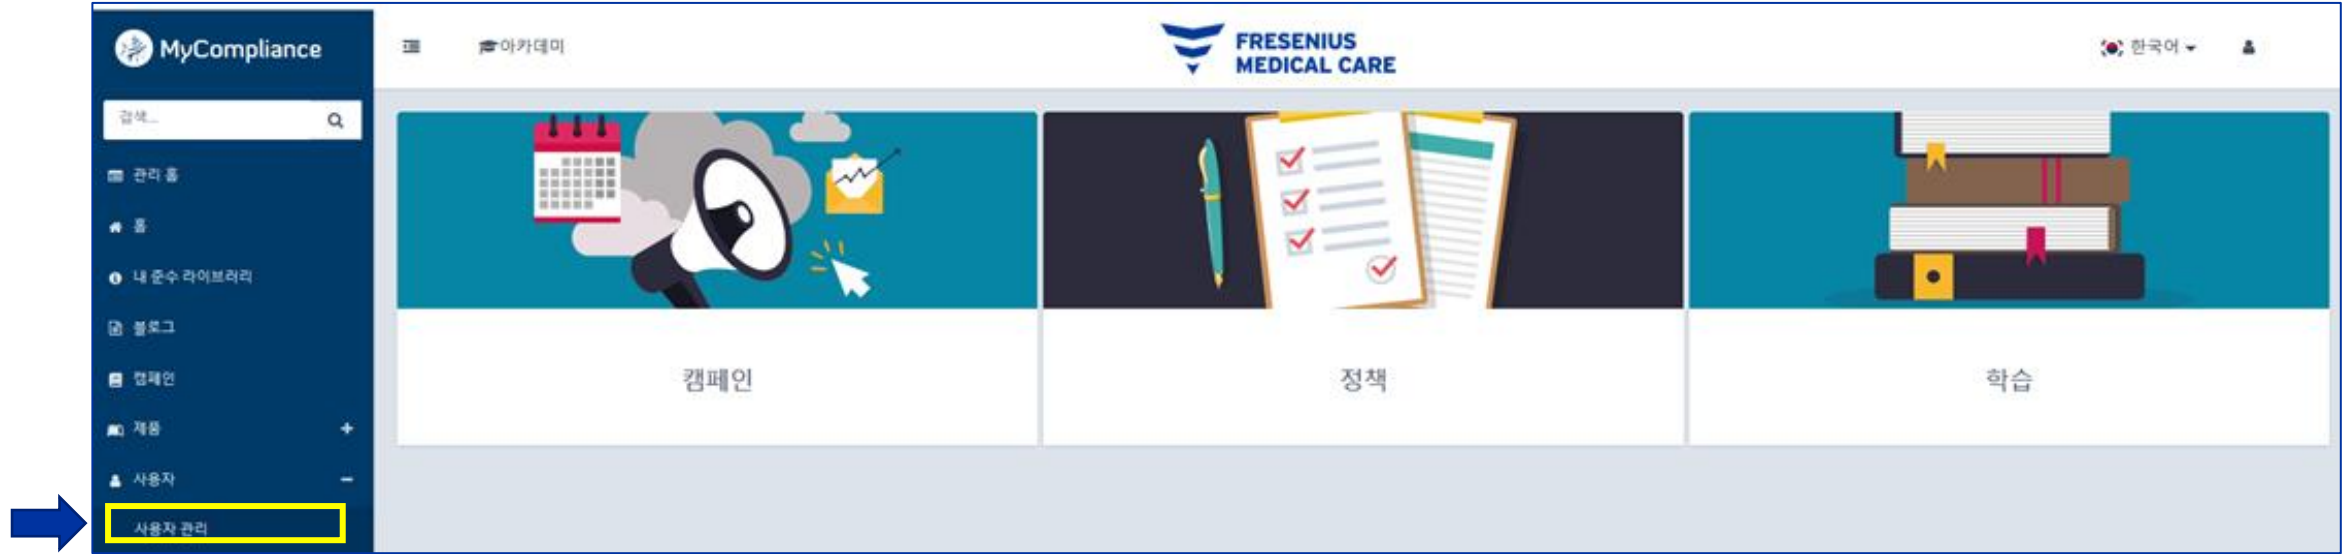 MyCompliance
아카데미
FRESENIUS
MEDICAL CARE
한국어
검색...
관리 홈
홈
내 준수 라이브러리
블로그
캠페인
제품
사용자
사용자 관리
캠페인
정책
학습